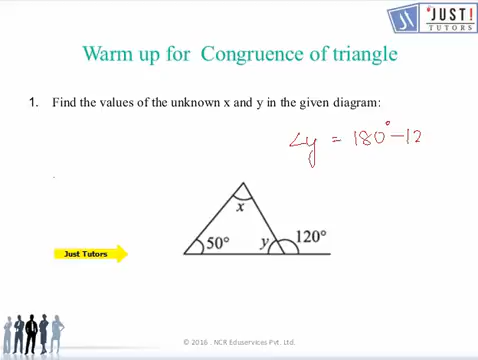 JUST!
TUTORS
Warm up for Congruence of triangle
1. Find the values of the unknown x and y in the given diagram:
∠y = 180° - 12
x
50°
y
120°
Just Tutors
© 2016 . NCR Eduservices Pvt. Ltd.